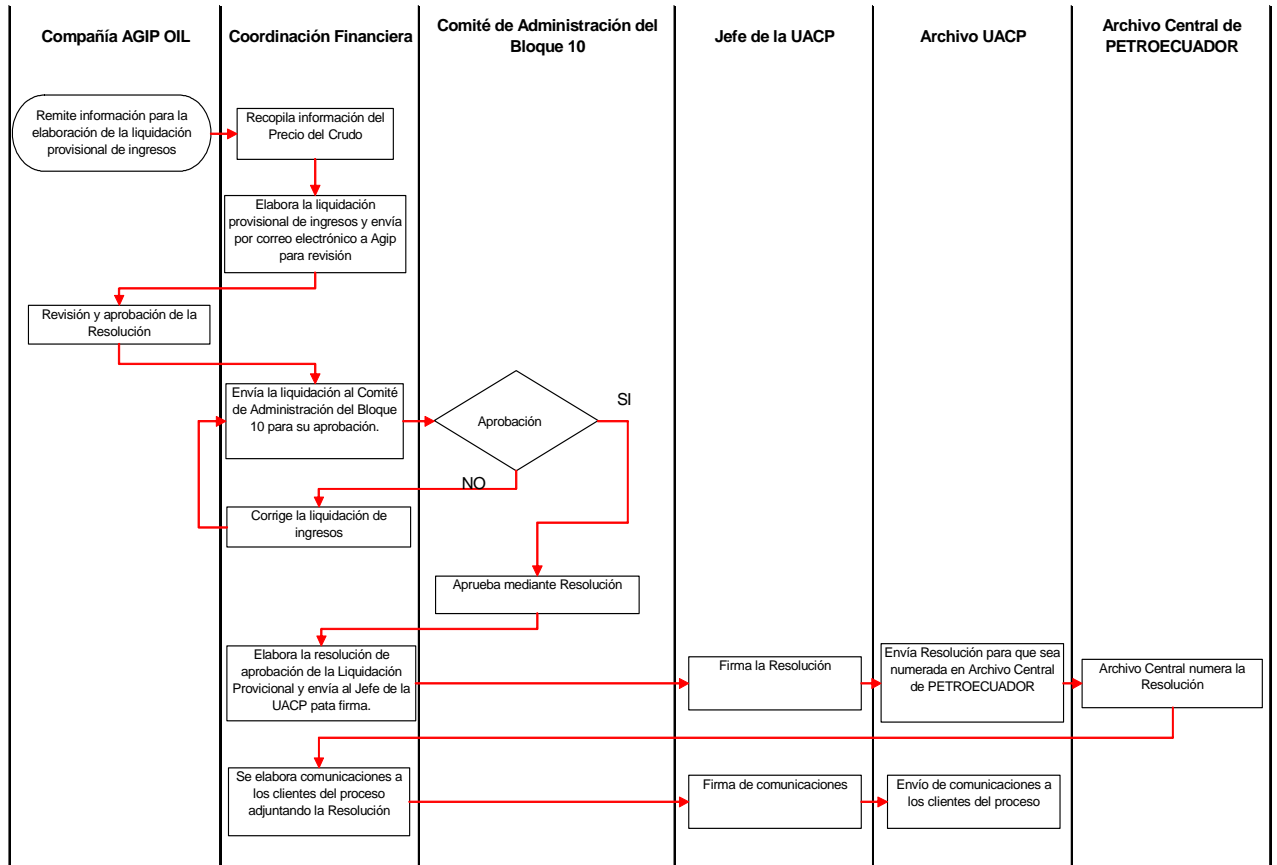 Compañía AGIP OIL
Coordinación Financiera
Comité de Administración del
Bloque 10
Jefe de la UACP
Archivo UACP
Archivo Central de
PETROECUADOR
Remite información para la
elaboración de la liquidación
provisional de ingresos
Recopila información del
Precio del Crudo
Elabora la liquidación
provisional de ingresos y envía
por correo electrónico a Agip
para revisión
Revisión y aprobación de la
Resolución
Envía la liquidación al Comité
de Administración del Bloque
10 para su aprobación.
Aprobación
SI
NO
Corrige la liquidación de
ingresos
Aprueba mediante Resolución
Elabora la resolución de
aprobación de la Liquidación
Provicional y envía al Jefe de la
UACP pata firma.
Firma la Resolución
Envía Resolución para que sea
numerada en Archivo Central
de PETROECUADOR
Archivo Central numera la
Resolución
Se elabora comunicaciones a
los clientes del proceso
adjuntando la Resolución
Firma de comunicaciones
Envío de comunicaciones a
los clientes del proceso